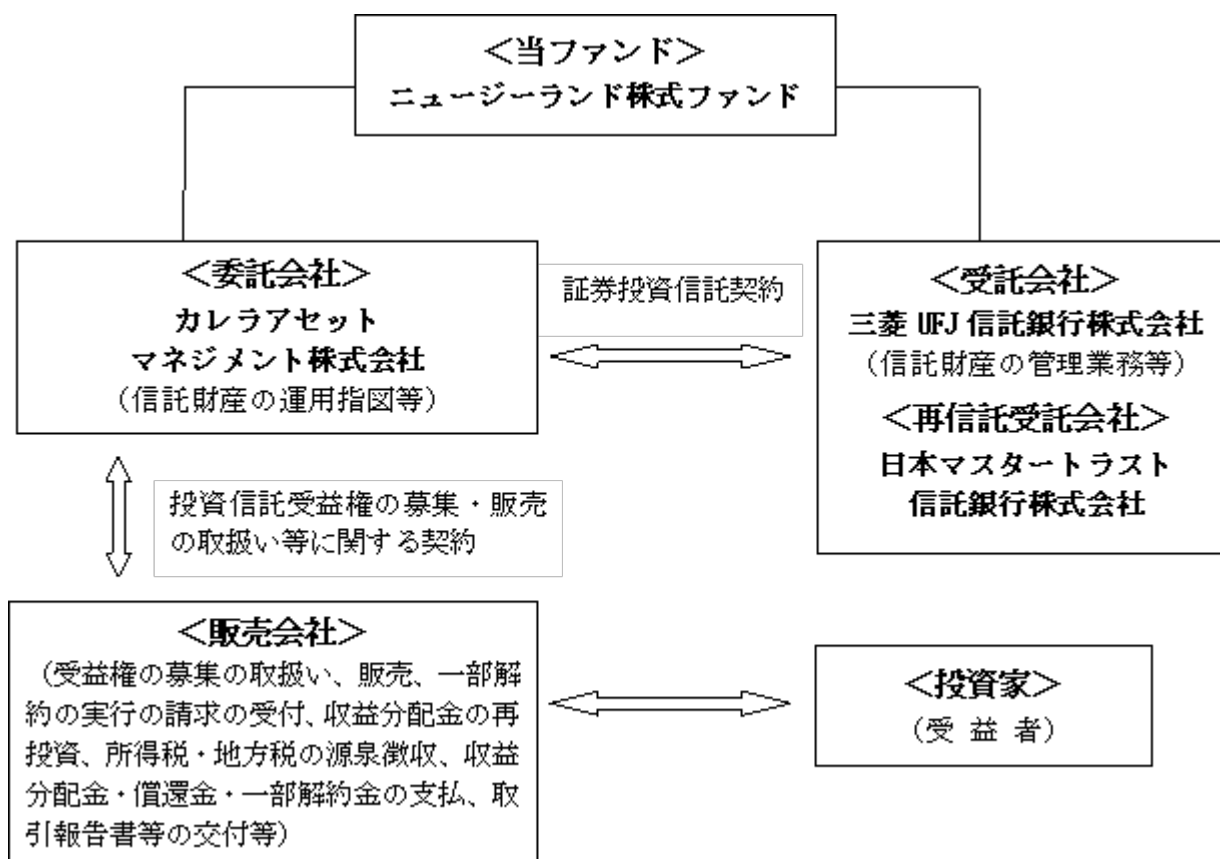 ＜当ファンド＞
ニュージーランド株式ファンド
＜委託会社＞
カレラアセット
マネジメント株式会社
（信託財産の運用指図等）
証券投資信託契約
＜受託会社＞
三菱 UFJ 信託銀行株式会社
（信託財産の管理業務等）
＜再信託受託会社＞
日本マスタートラスト
信託銀行株式会社
投資信託受益権の募集・販売
の取扱い等に関する契約
＜販売会社＞
（受益権の募集の取扱い、販売、一部解
約の実行の請求の受付、収益分配金の再
投資、所得税・地方税の源泉徴収、収益
分配金・償還金・一部解約金の支払、取
引報告書等の交付等）
＜投資家＞
（受 益 者）